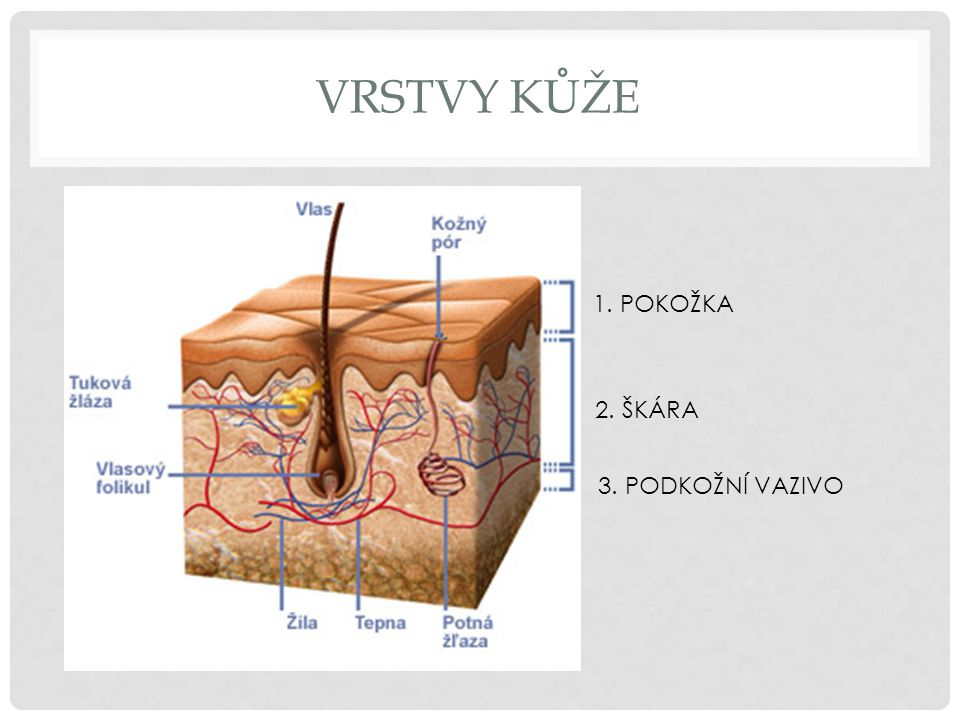 VRSTVY KŮŽE
Vlas
Kožný
pór
Tuková
žláza
Vlasový
folikul
Žila
Tepna
Potná
žľaza
1. POKOŽKA
2. ŠKÁRA
3. PODKOŽNÍ VAZIVO